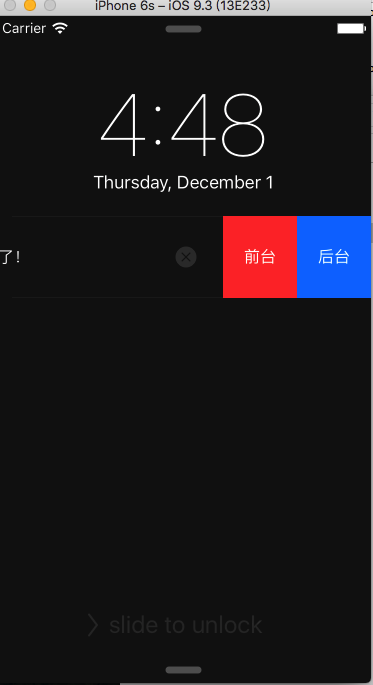 iPhone 6s – iOS 9.3 (13E233)
Carrier
4:48
Thursday, December 1
了!
前台
后台
slide to unlock